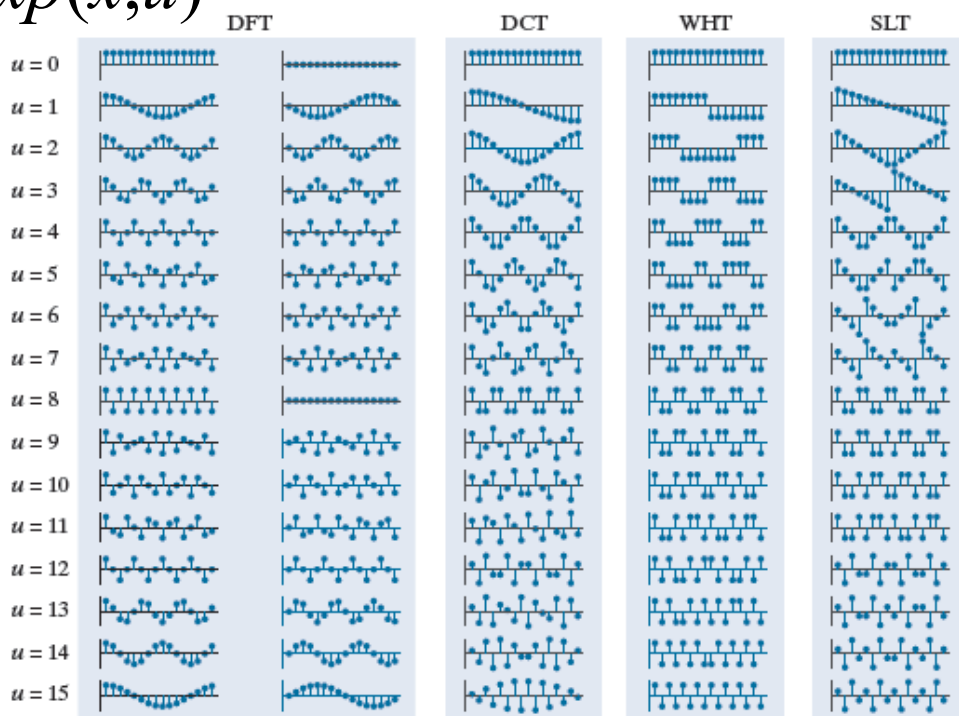 xp(x,u)
DFT DCT WHT SLT
u = 0
u = 1
u = 2
u = 3
u = 4
u = 5
u = 6
u = 7
u = 8
u = 9
u = 10
u = 11
u = 12
u = 13
u = 14
u = 15